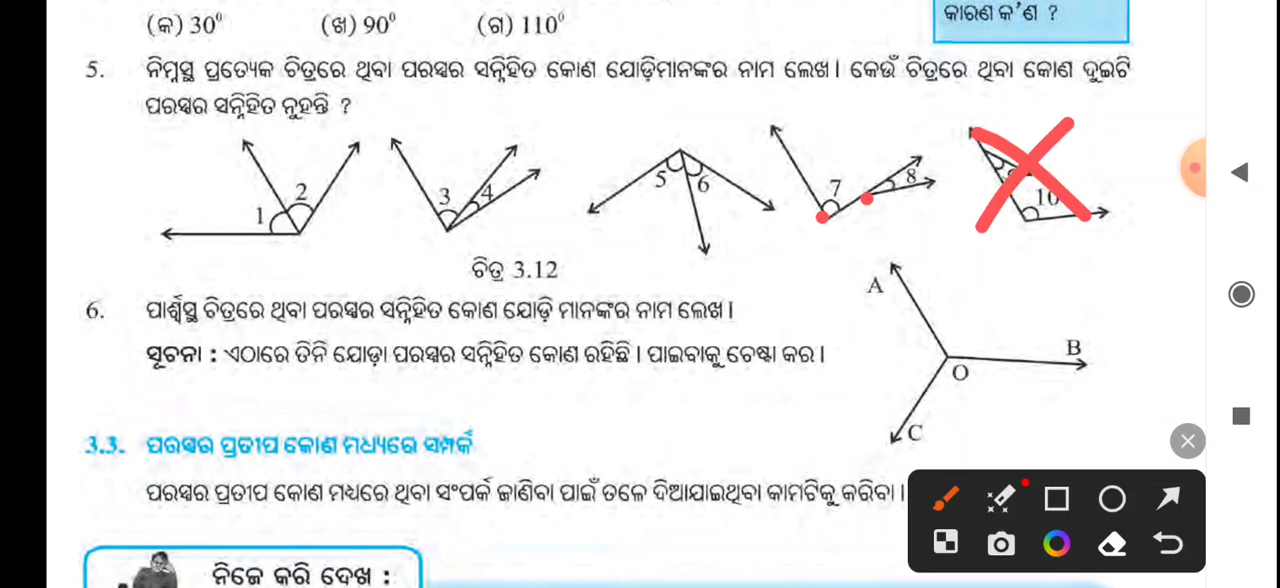 (କ) 30⁰ (ଖ) 90⁰ (ଗ) 110⁰
କାରଣ କ'ଣ ?
5. ନିମ୍ନସ୍ଥ ପ୍ରତ୍ୟେକ ଚିତ୍ରରେ ଥିବା ପରସ୍ପର ସନ୍ନିହିତ କୋଣ ଯୋଡ଼ିମାନଙ୍କର ନାମ ଲେଖ। କେଉଁ ଚିତ୍ରରେ ଥିବା କୋଣ ଦୁଇଟି
ପରସ୍ପର ସନ୍ନିହିତ ନୁହନ୍ତି ?
1 2 3 4 5 6 7 8 10
ଚିତ୍ର 3.12
6. ପାର୍ଶ୍ୱସ୍ଥ ଚିତ୍ରରେ ଥିବା ପରସ୍ପର ସନ୍ନିହିତ କୋଣ ଯୋଡ଼ି ମାନଙ୍କର ନାମ ଲେଖ।
ସୂଚନା : ଏଠାରେ ତିନି ଯୋଡ଼ା ପରସ୍ପର ସନ୍ନିହିତ କୋଣ ରହିଛି। ପାଇବାକୁ ଚେଷ୍ଟା କର।
A
B
O
C
3.3. ପରସ୍ପର ପ୍ରତୀପ କୋଣ ମଧ୍ୟରେ ସମ୍ପର୍କ
ପରସ୍ପର ପ୍ରତୀପ କୋଣ ମଧ୍ୟରେ ଥିବା ସଂପର୍କ ଜାଣିବା ପାଇଁ ତଳେ ଦିଆଯାଇଥିବା କାମଟିକୁ କରିବା।
ନିଜେ କରି ଦେଖ :